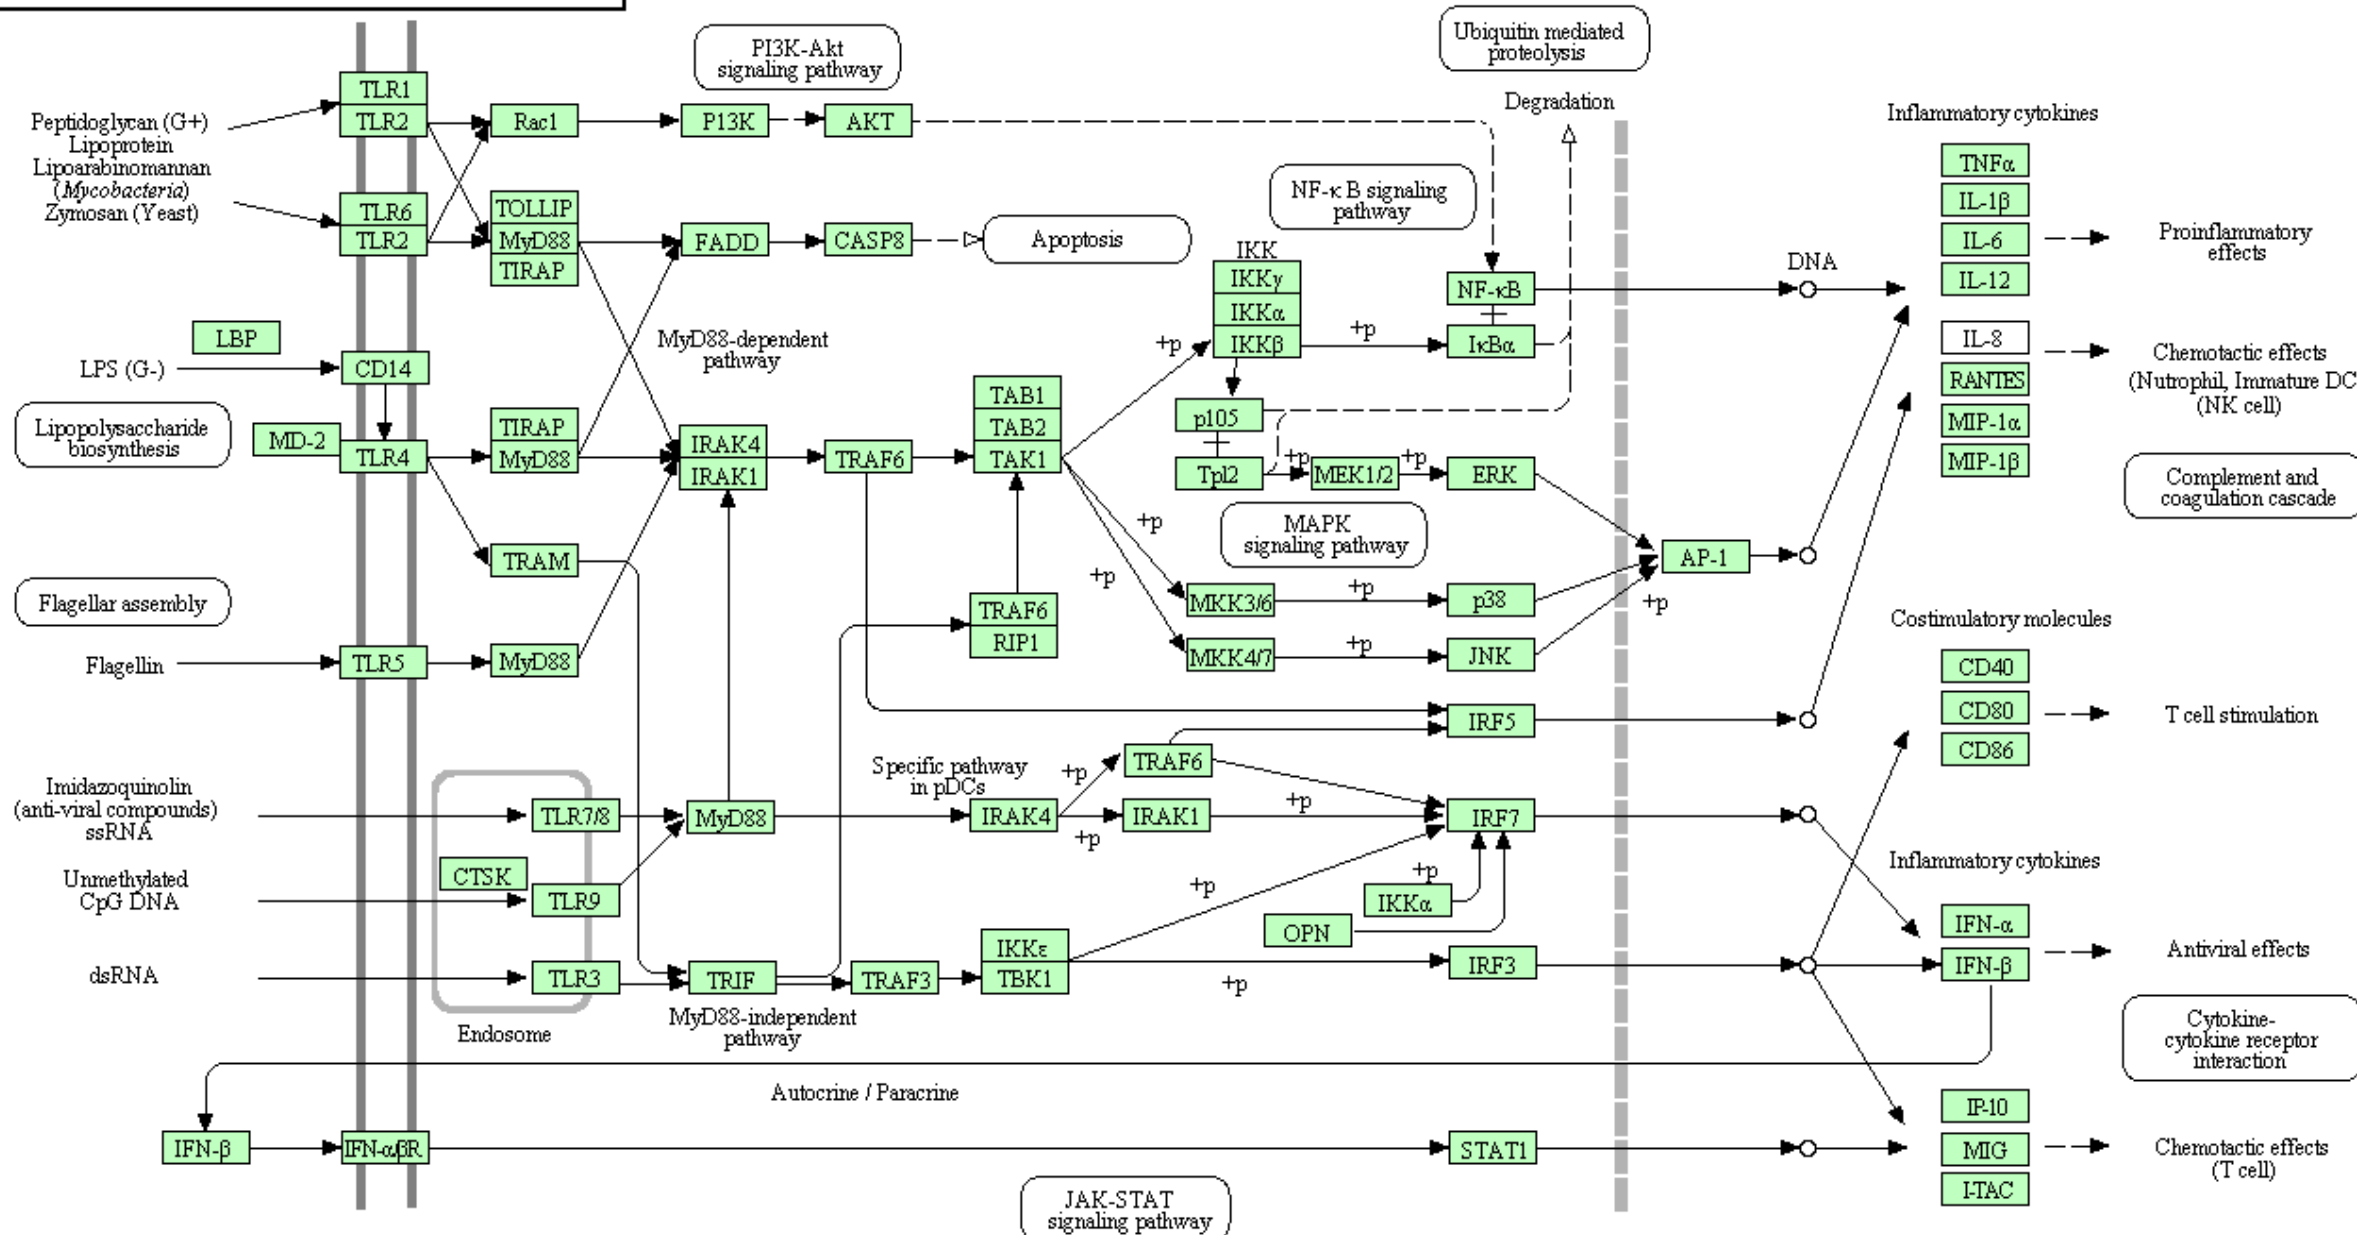 PI3K-Akt
signaling pathway
Ubiquitin mediated
proteolysis
Degradation
Inflammatory cytokines
TLR1
TLR2
Rac1
P13K
AKT
Peptidoglycan (G+)
Lipoprotein
Lipoarabinomannan
(Mycobacteria)
Zymosan (Yeast)
TNFα
IL-1β
IL-6
IL-12
Proinflammatory
effects
NF-κ B signaling
pathway
TLR6
TLR2
TOLLIP
MyD88
TIRAP
FADD
CASP8
Apoptosis
IKK
IKKγ
IKKα
IKKβ
NF-κB
DNA
+p
+p
IκBα
LBP
LPS (G-)
CD14
MyD88-dependent
pathway
IL-8
RANTES
MIP-1α
MIP-1β
Chemotactic effects
(Nutrophil, Immature DC
(NK cell)
Lipopolysaccharide
biosynthesis
MD-2
TLR4
TIRAP
MyD88
IRAK4
IRAK1
TRAF6
TAB1
TAB2
TAK1
p105
Tpl2
+p
MEK1/2
+p
ERK
Complement and
coagulation cascade
MAPK
signaling pathway
+p
+p
TRAM
AP-1
Flagellar assembly
TRAF6
RIP1
MKK3/6
+p
p38
+p
Costimulatory molecules
Flagellin
TLR5
MyD88
MKK4/7
+p
JNK
CD40
CD80
CD86
T cell stimulation
IRF5
TRAF6
Specific pathway
in pDCs
+p
Imidazoquinolin
(anti-viral compounds)
ssRNA
TLR7/8
MyD88
IRAK4
+p
IRAK1
+p
IRF7
Inflammatory cytokines
Unmethylated
CpG DNA
CTSK
TLR9
+p
+p
IKKα
OPN
IFN-α
IFN-β
Antiviral effects
dsRNA
TLR3
TRIF
TRAF3
IKKε
TBK1
+p
IRF3
Endosome
MyD88-independent
pathway
Cytokine-
cytokine receptor
interaction
Autocrine / Paracrine
IFN-β
IFN-α/βR
STAT1
IP-10
MIG
I-TAC
Chemotactic effects
(T cell)
JAK-STAT
signaling pathway